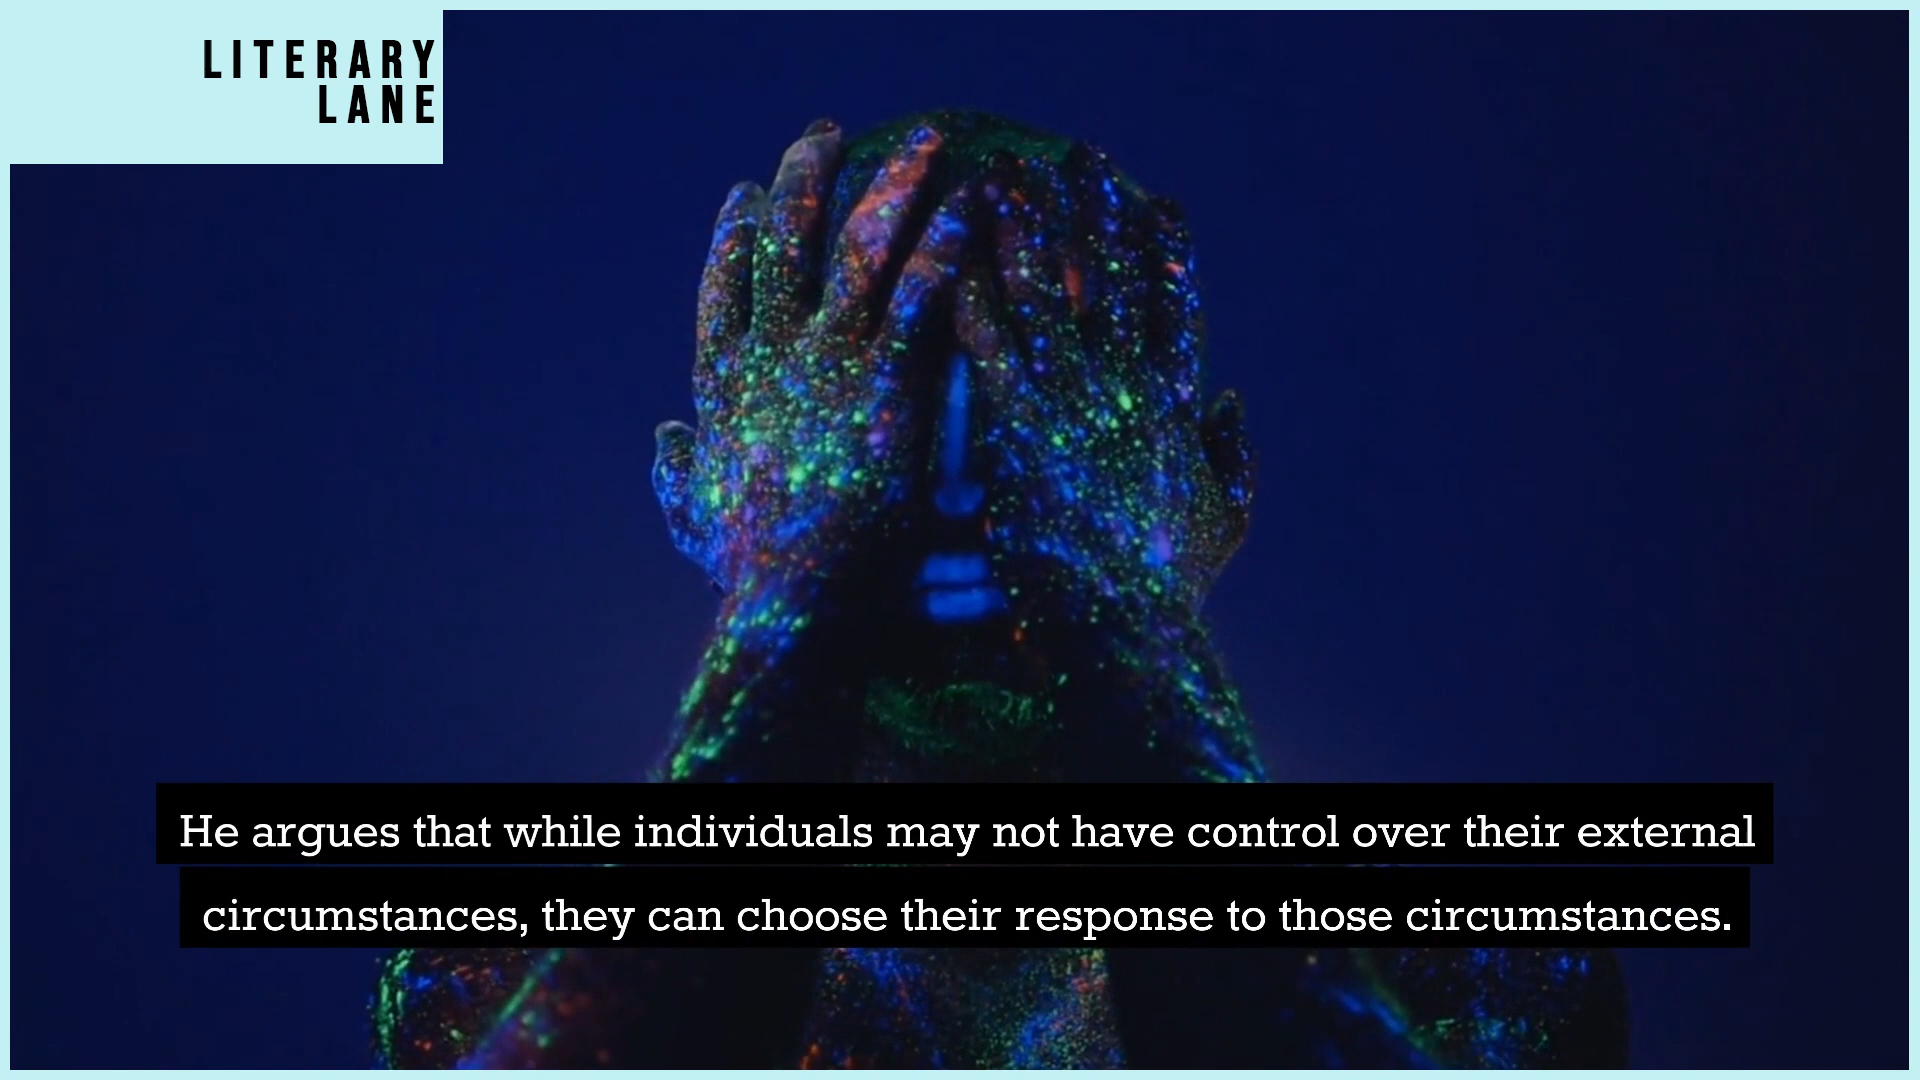 LITERARY
LANE
He argues that while individuals may not have control over their external
circumstances, they can choose their response to those circumstances.